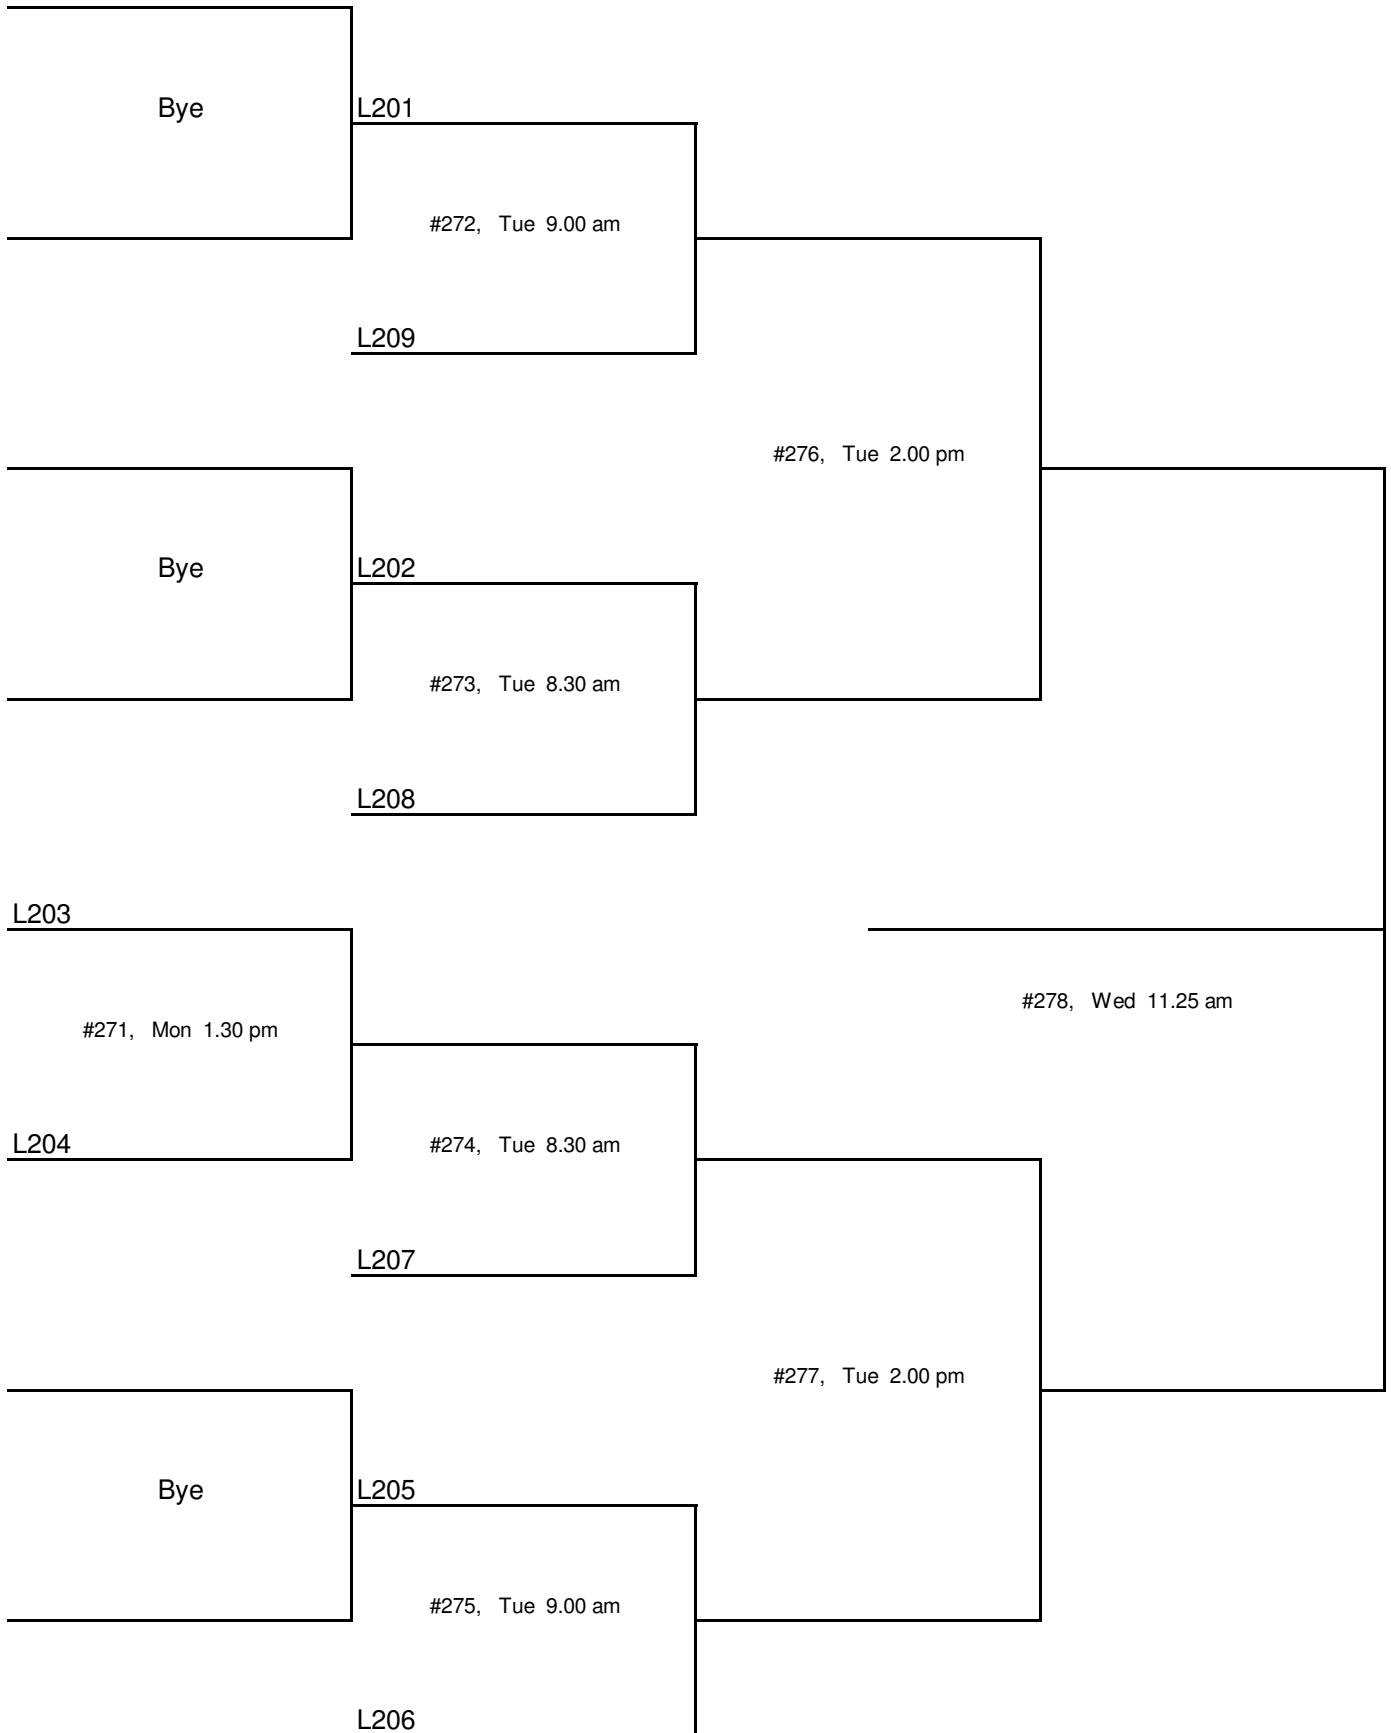 Bye
L201
#272, Tue 9.00 am
L209
#276, Tue 2.00 pm
Bye
L202
#273, Tue 8.30 am
L208
L203
#278, Wed 11.25 am
#271, Mon 1.30 pm
L204
#274, Tue 8.30 am
L207
#277, Tue 2.00 pm
Bye
L205
#275, Tue 9.00 am
L206